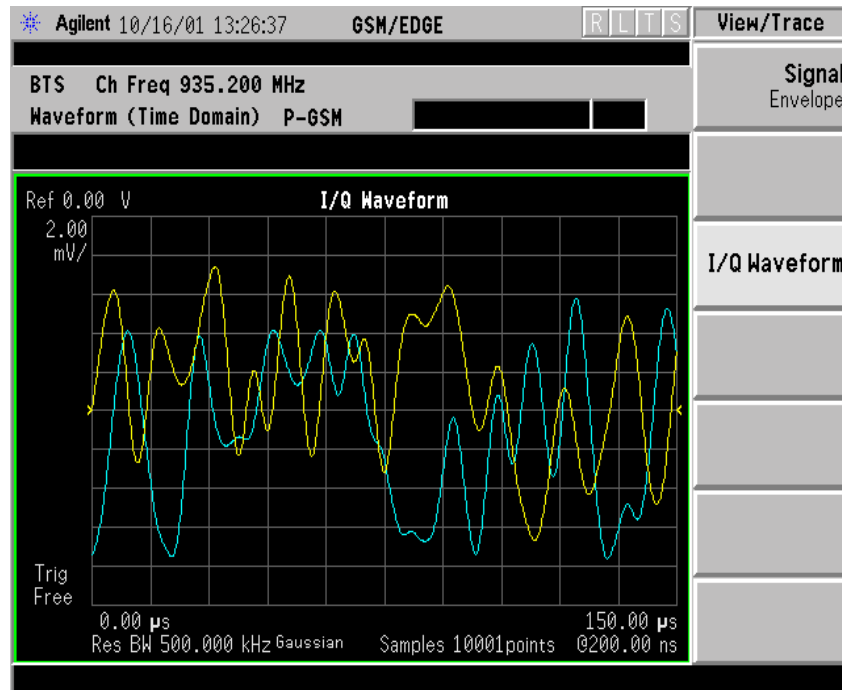 Agilent 10/16/01 13:26:37 GSM/EDGE R L T S View/Trace
BTS Ch Freq 935.200 MHz
Waveform (Time Domain) P-GSM
Signal
Envelope
I/Q Waveform
Ref 0.00 V I/Q Waveform
2.00
mV/
Trig
Free
0.00 µs 150.00 µs
Res BW 500.000 kHz Gaussian Samples 10001points @200.00 ns